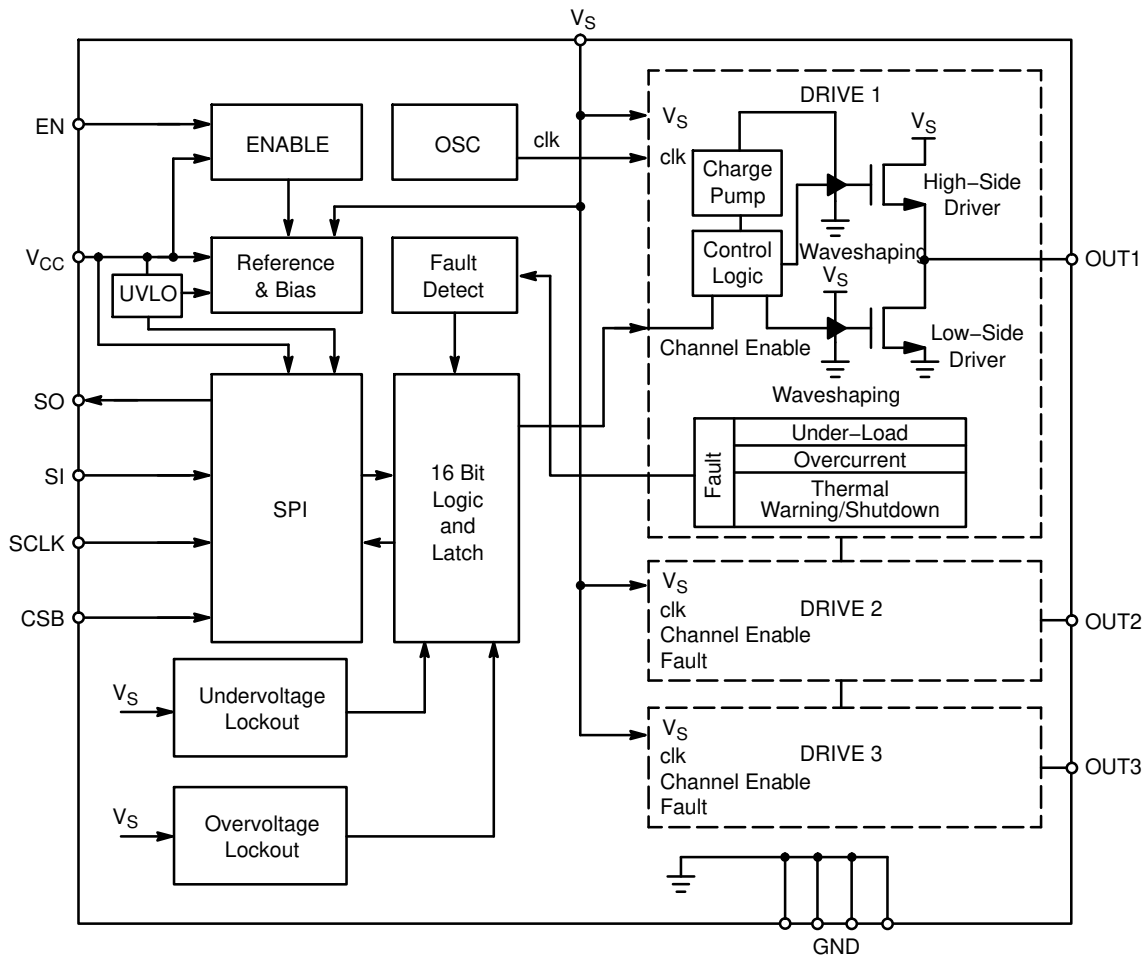 VS
EN
ENABLE
OSC
clk
VCC
UVLO
Reference
& Bias
Fault
Detect
SO
SI
SCLK
CSB
SPI
16 Bit
Logic
and
Latch
VS
Undervoltage
Lockout
VS
Overvoltage
Lockout
DRIVE 1
VS
clk
Charge
Pump
Control
Logic
Channel Enable
VS
High−Side
Driver
Waveshaping
VS
Low−Side
Driver
Waveshaping
Fault
Under−Load
Overcurrent
Thermal
Warning/Shutdown
OUT1
DRIVE 2
VS
clk
Channel Enable
Fault
OUT2
DRIVE 3
VS
clk
Channel Enable
Fault
OUT3
GND